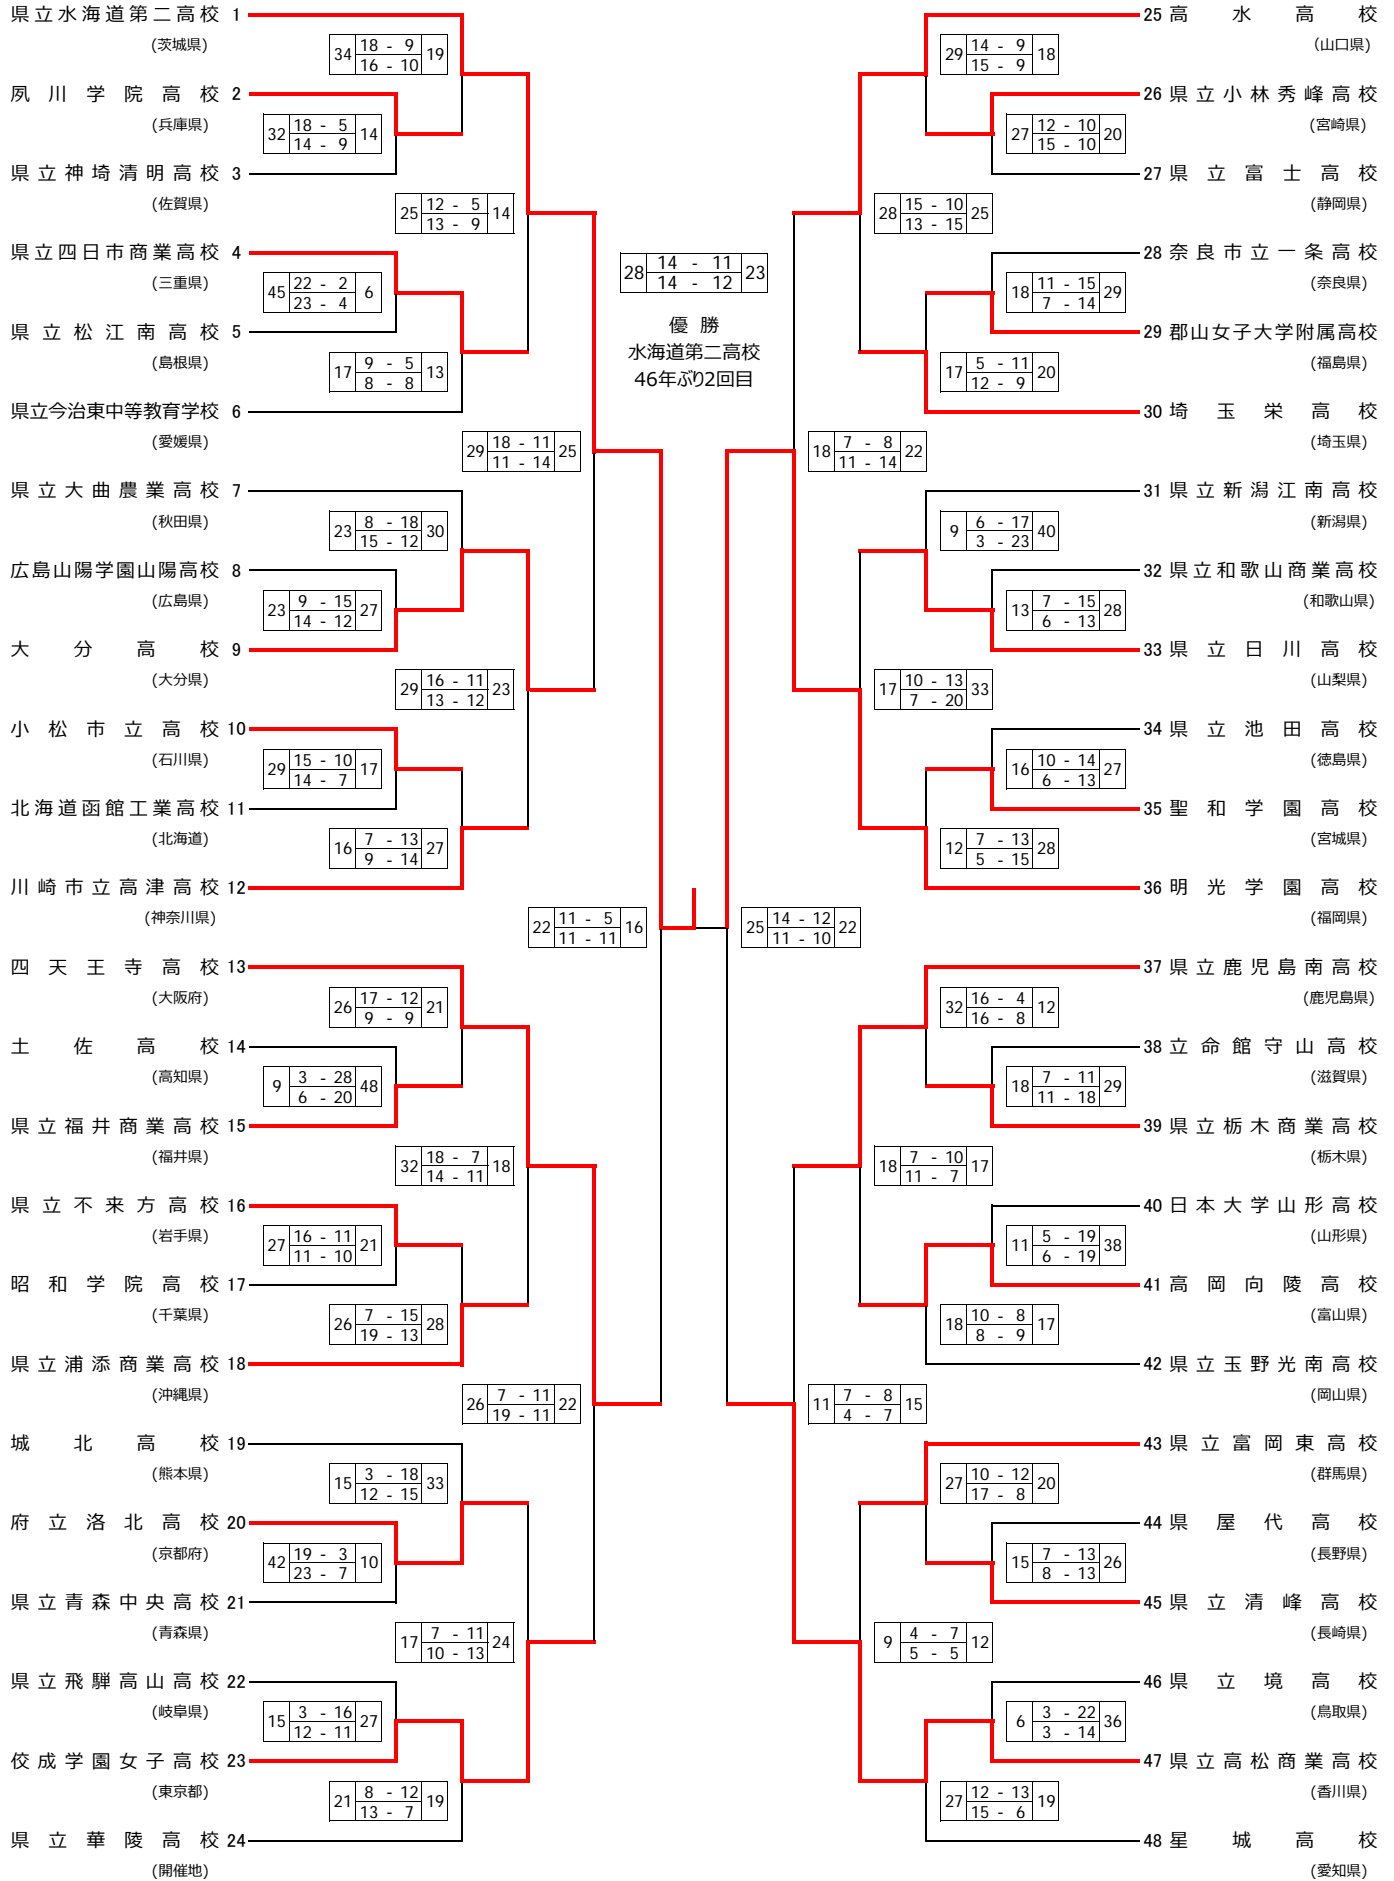 県立水海道第二高校 1
(茨城県)
34 18 - 9 19
16 - 10
夙川学院高校 2
(兵庫県)
32 18 - 5 14
14 - 9
県立神埼清明高校 3
(佐賀県)
25 12 - 5 14
13 - 9
県立四日市商業高校 4
(三重県)
45 22 - 2 6
23 - 4
県立松江南高校 5
(島根県)
17 9 - 5 13
8 - 8
県立今治東中等教育学校 6
(愛媛県)
29 18 - 11 25
11 - 14
県立大曲農業高校 7
(秋田県)
23 8 - 18 30
15 - 12
広島山陽学園山陽高校 8
(広島県)
23 9 - 15 27
14 - 12
大分高校 9
(大分県)
29 16 - 11 23
13 - 12
小松市立高校 10
(石川県)
29 15 - 10 17
14 - 7
北海道函館工業高校 11
(北海道)
16 7 - 13 27
9 - 14
川崎市立高津高校 12
(神奈川県)
22 11 - 5 16
11 - 11
四天王寺高校 13
(大阪府)
26 17 - 12 21
9 - 9
土佐高校 14
(高知県)
9 3 - 28 48
6 - 20
県立福井商業高校 15
(福井県)
32 18 - 7 18
14 - 11
県立不来方高校 16
(岩手県)
27 16 - 11 21
11 - 10
昭和学院高校 17
(千葉県)
26 7 - 15 28
19 - 13
県立浦添商業高校 18
(沖縄県)
26 7 - 11 22
19 - 11
城北高校 19
(熊本県)
15 3 - 18 33
12 - 15
府立洛北高校 20
(京都府)
42 19 - 3 10
23 - 7
県立青森中央高校 21
(青森県)
17 7 - 11 24
10 - 13
県立飛騨高山高校 22
(岐阜県)
15 3 - 16 27
12 - 11
佼成学園女子高校 23
(東京都)
21 8 - 12 19
13 - 7
県立華陵高校 24
(開催地)
28 14 - 11 23
14 - 12
優勝
水海道第二高校
46年ぶり2回目
25 高水高校
(山口県)
29 14 - 9 18
15 - 9
26 県立小林秀峰高校
(宮崎県)
27 12 - 10 20
15 - 10
27 県立富士高校
(静岡県)
28 15 - 10 25
13 - 15
28 奈良市立一条高校
(奈良県)
18 11 - 15 29
7 - 14
29 郡山女子大学附属高校
(福島県)
17 5 - 11 20
12 - 9
30 埼玉栄高校
(埼玉県)
18 7 - 8 22
11 - 14
31 県立新潟江南高校
(新潟県)
9 6 - 17 40
3 - 23
32 県立和歌山商業高校
(和歌山県)
13 7 - 15 28
6 - 13
33 県立日川高校
(山梨県)
17 10 - 13 33
7 - 20
34 県立池田高校
(徳島県)
16 10 - 14 27
6 - 13
35 聖和学園高校
(宮城県)
12 7 - 13 28
5 - 15
36 明光学園高校
(福岡県)
25 14 - 12 22
11 - 10
37 県立鹿児島南高校
(鹿児島県)
32 16 - 4 12
16 - 8
38 立命館守山高校
(滋賀県)
18 7 - 11 29
11 - 18
39 県立栃木商業高校
(栃木県)
18 7 - 10 17
11 - 7
40 日本大学山形高校
(山形県)
11 5 - 19 38
6 - 19
41 高岡向陵高校
(富山県)
18 10 - 8 17
8 - 9
42 県立玉野光南高校
(岡山県)
11 7 - 8 15
4 - 7
43 県立富岡東高校
(群馬県)
27 10 - 12 20
17 - 8
44 県屋代高校
(長野県)
15 7 - 13 26
8 - 13
45 県立清峰高校
(長崎県)
9 4 - 7 12
5 - 5
46 県立境高校
(鳥取県)
6 3 - 22 36
3 - 14
47 県立高松商業高校
(香川県)
27 12 - 13 19
15 - 6
48 星城高校
(愛知県)